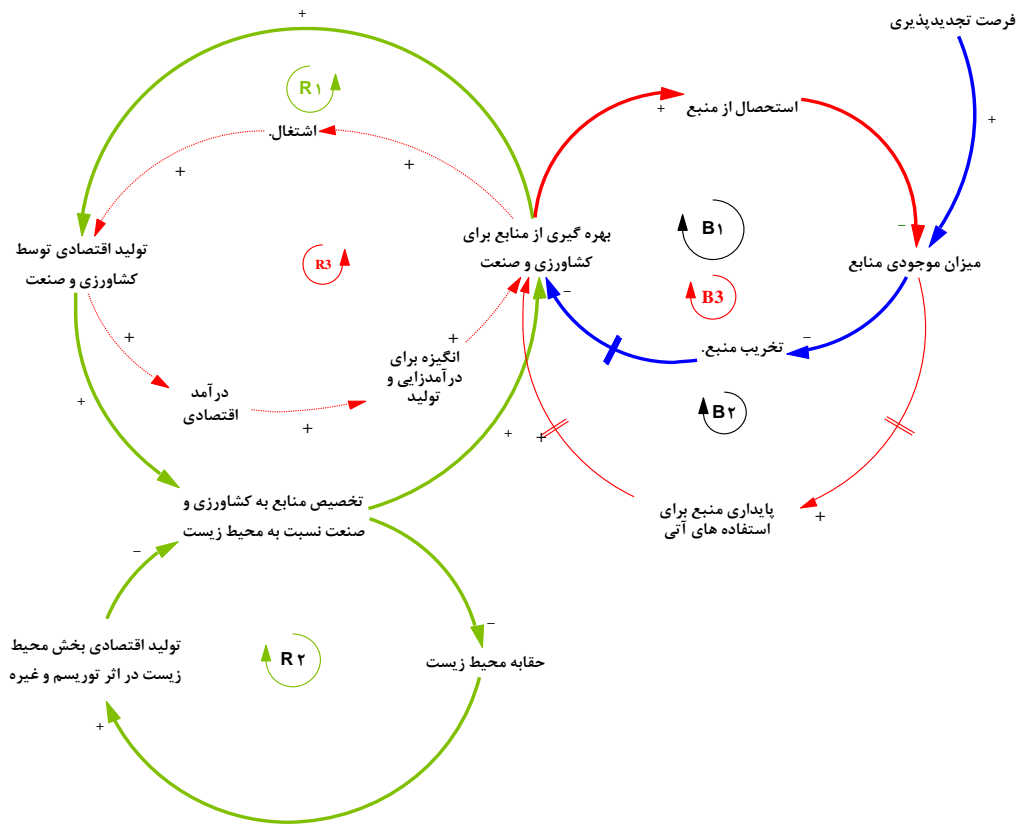 +
فرصت تجدیدپذیری
R۱
استحصال از منبع
+
+
اشتغال.
+
+
B۱
تولید اقتصادی توسط
کشاورزی و صنعت
R3
بهره گیری از منابع برای
کشاورزی و صنعت
–
میزان موجودی منابع
–
B3
+
+
تخریب منبع.
–
انگیزه برای
درآمدزایی و
تولید
درآمد
اقتصادی
+
+
B۲
+
+
تخصیص منابع به کشاورزی و
صنعت نسبت به محیط زیست
پایداری منبع برای
استفاده های آتی
+
–
–
تولید اقتصادی بخش محیط
زیست در اثر توریسم و غیره
R۲
حقابه محیط زیست
+